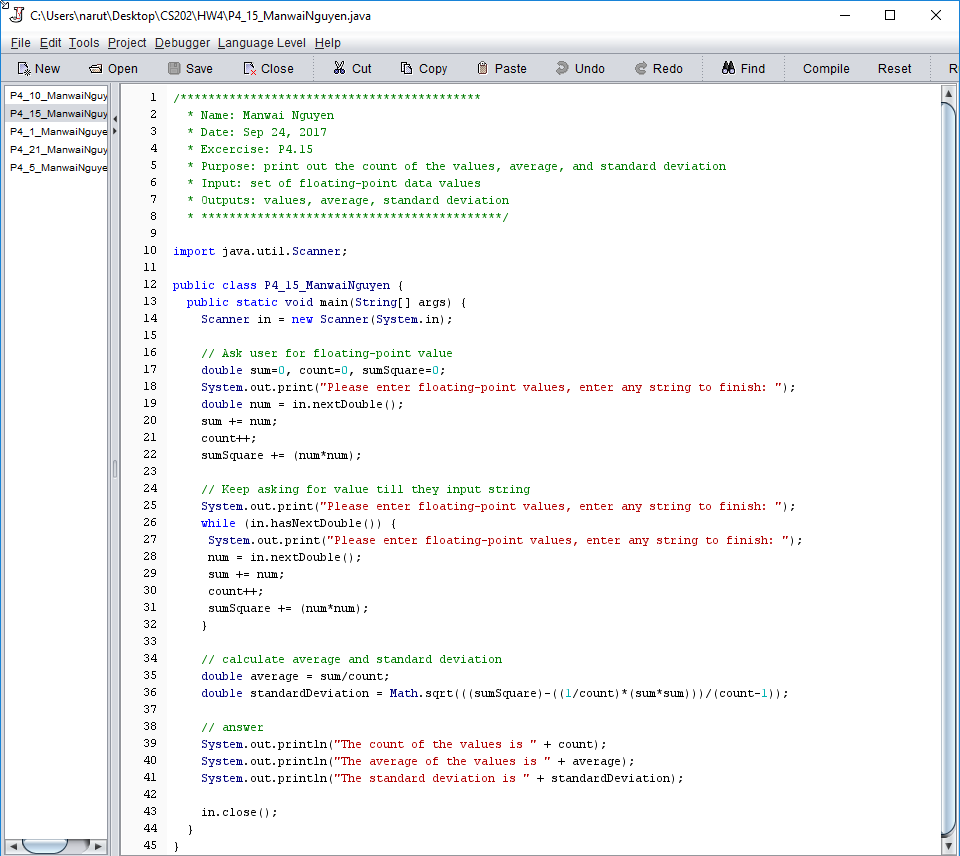 C:\Users\narut\Desktop\CS202\HW4\P4_15_ManwaiNguyen.java
File Edit Tools Project Debugger Language Level Help
New Open Save Close Cut Copy Paste Undo Redo Find Compile Reset R
P4_10_ManwaiNguy
P4_15_ManwaiNguy
P4_1_ManwaiNguye
P4_21_ManwaiNguy
P4_5_ManwaiNguye
1 /*******************************************
2 * Name: Manwai Nguyen
3 * Date: Sep 24, 2017
4 * Excercise: P4.15
5 * Purpose: print out the count of the values, average, and standard deviation
6 * Input: set of floating-point data values
7 * Outputs: values, average, standard deviation
8 * *******************************************/
9
10 import java.util.Scanner;
11
12 public class P4_15_ManwaiNguyen {
13 public static void main(String[] args) {
14 Scanner in = new Scanner(System.in);
15
16 // Ask user for floating-point value
17 double sum=0, count=0, sumSquare=0;
18 System.out.print("Please enter floating-point values, enter any string to finish: ");
19 double num = in.nextDouble();
20 sum += num;
21 count++;
22 sumSquare += (num*num);
23
24 // Keep asking for value till they input string
25 System.out.print("Please enter floating-point values, enter any string to finish: ");
26 while (in.hasNextDouble()) {
27 System.out.print("Please enter floating-point values, enter any string to finish: ");
28 num = in.nextDouble();
29 sum += num;
30 count++;
31 sumSquare += (num*num);
32 }
33
34 // calculate average and standard deviation
35 double average = sum/count;
36 double standardDeviation = Math.sqrt(((sumSquare)-((1/count)*(sum*sum)))/(count-1));
37
38 // answer
39 System.out.println("The count of the values is " + count);
40 System.out.println("The average of the values is " + average);
41 System.out.println("The standard deviation is " + standardDeviation);
42
43 in.close();
44 }
45 }